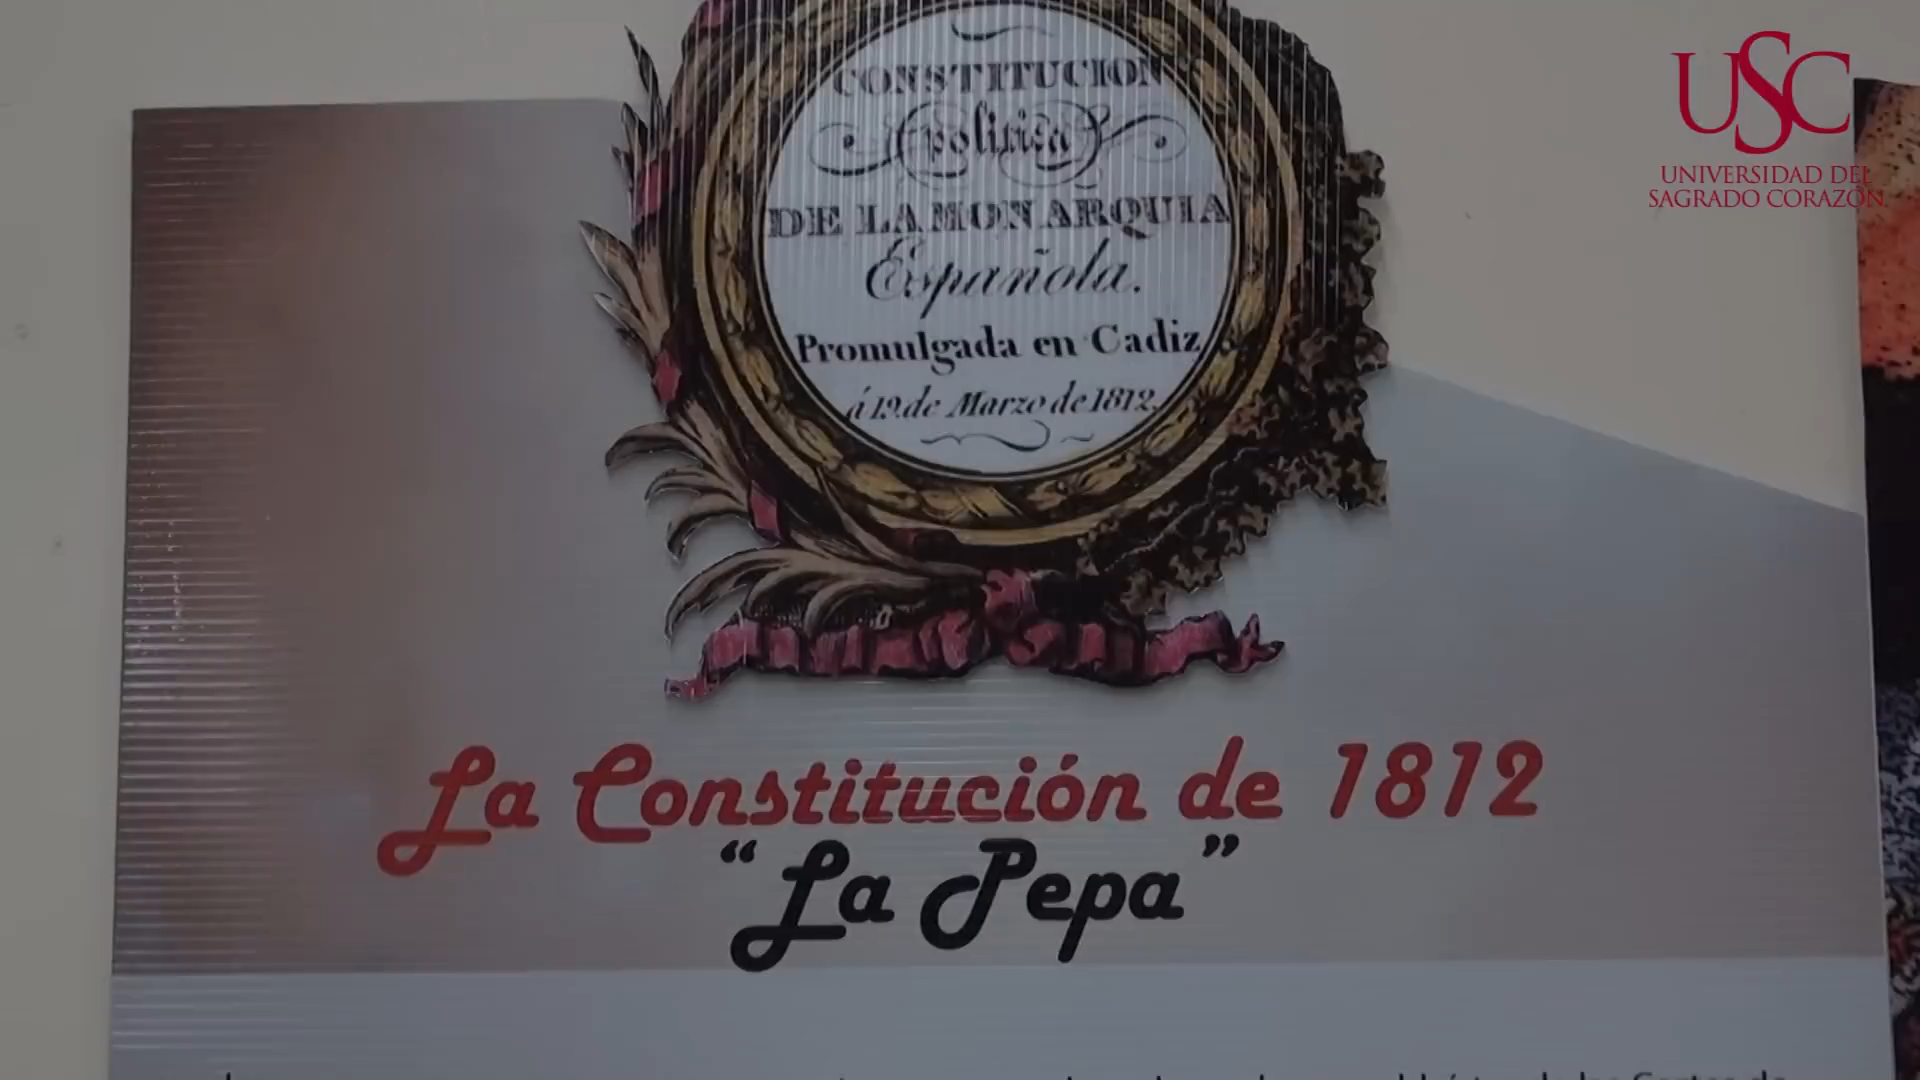 CONSTITUCION
política
DE LA MONARQUIA
Española.
Promulgada en Cadiz
á 19. de Marzo de 1812.
USC
UNIVERSIDAD DEL
SAGRADO CORAZÓN
La Constitución de 1812
“La Pepa”